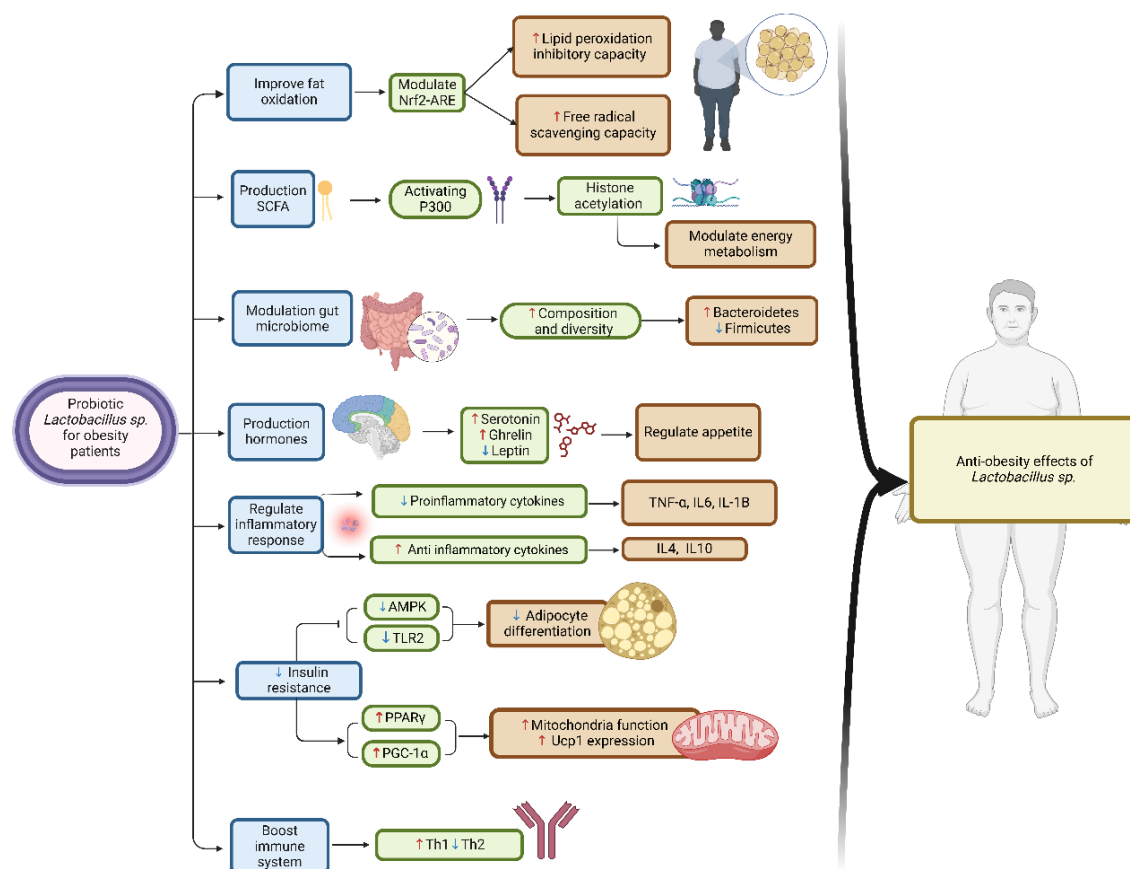 Probiotic
Lactobacillus sp.
for obesity
patients
Improve fat
oxidation
Modulate
Nrf2-ARE
↑Lipid peroxidation
inhibitory capacity
↑Free radical
scavenging capacity
Production
SCFA
Activating
P300
Histone
acetylation
Modulate energy
metabolism
Modulation gut
microbiome
↑Composition
and diversity
↑Bacteroidetes
↓Firmicutes
Production
hormones
↑Serotonin
↑Ghrelin
↓Leptin
Regulate appetite
Regulate
inflammatory
response
↓Proinflammatory cytokines
TNF-α, IL6, IL-1B
↑ Anti inflammatory cytokines
IL4, IL10
↓ Insulin
resistance
↓AMPK
↓TLR2
↓ Adipocyte
differentiation
↑PPARγ
↑PGC-1α
↑Mitochondria function
↑ Ucp1 expression
Boost
immune
system
↑Th1↓Th2
Anti-obesity effects of
Lactobacillus sp.